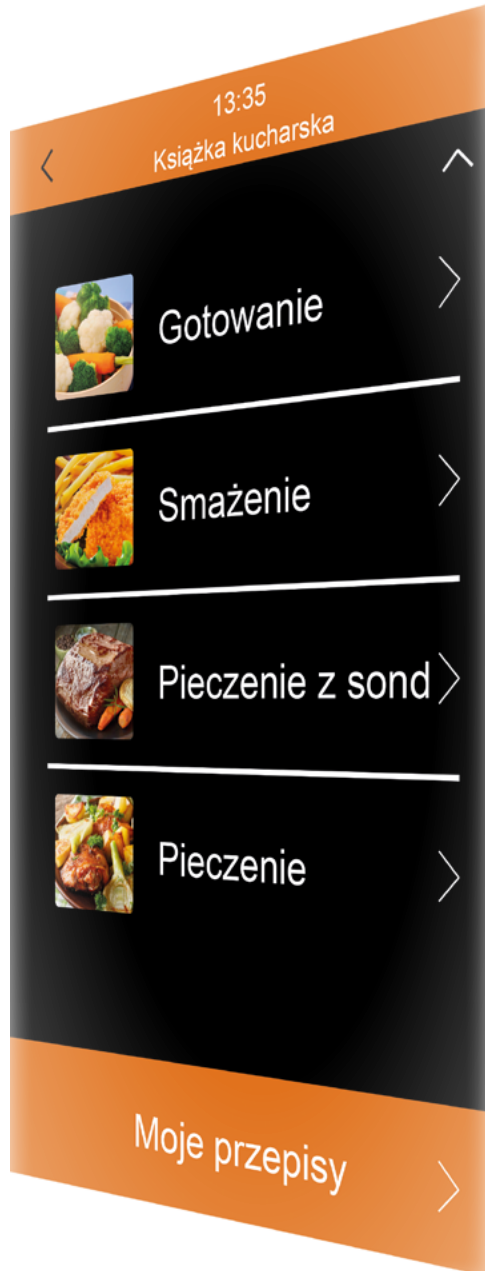 13:35
Książka kucharska
Gotowanie
Smażenie
Pieczenie z sond
Pieczenie
Moje przepisy